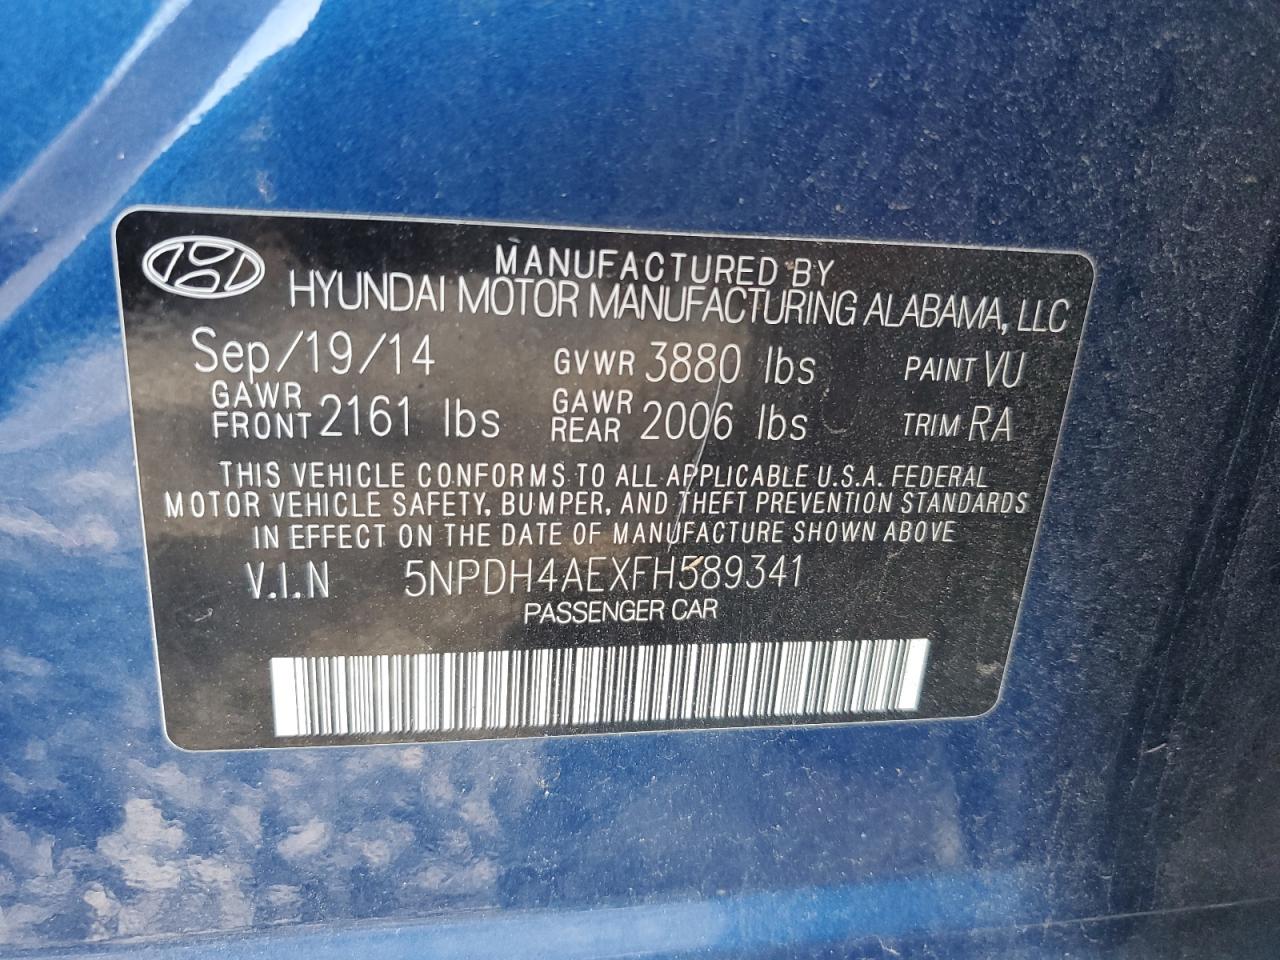 MANUFACTURED BY
HYUNDAI MOTOR MANUFACTURING ALABAMA, LLC
Sep/19/14 GVWR 3880 lbs PAINT VU
GAWR FRONT 2161 lbs GAWR REAR 2006 lbs TRIM RA
THIS VEHICLE CONFORMS TO ALL APPLICABLE U.S.A. FEDERAL
MOTOR VEHICLE SAFETY, BUMPER, AND THEFT PREVENTION STANDARDS
IN EFFECT ON THE DATE OF MANUFACTURE SHOWN ABOVE
V.I.N 5NPDH4AEXFH589341
PASSENGER CAR